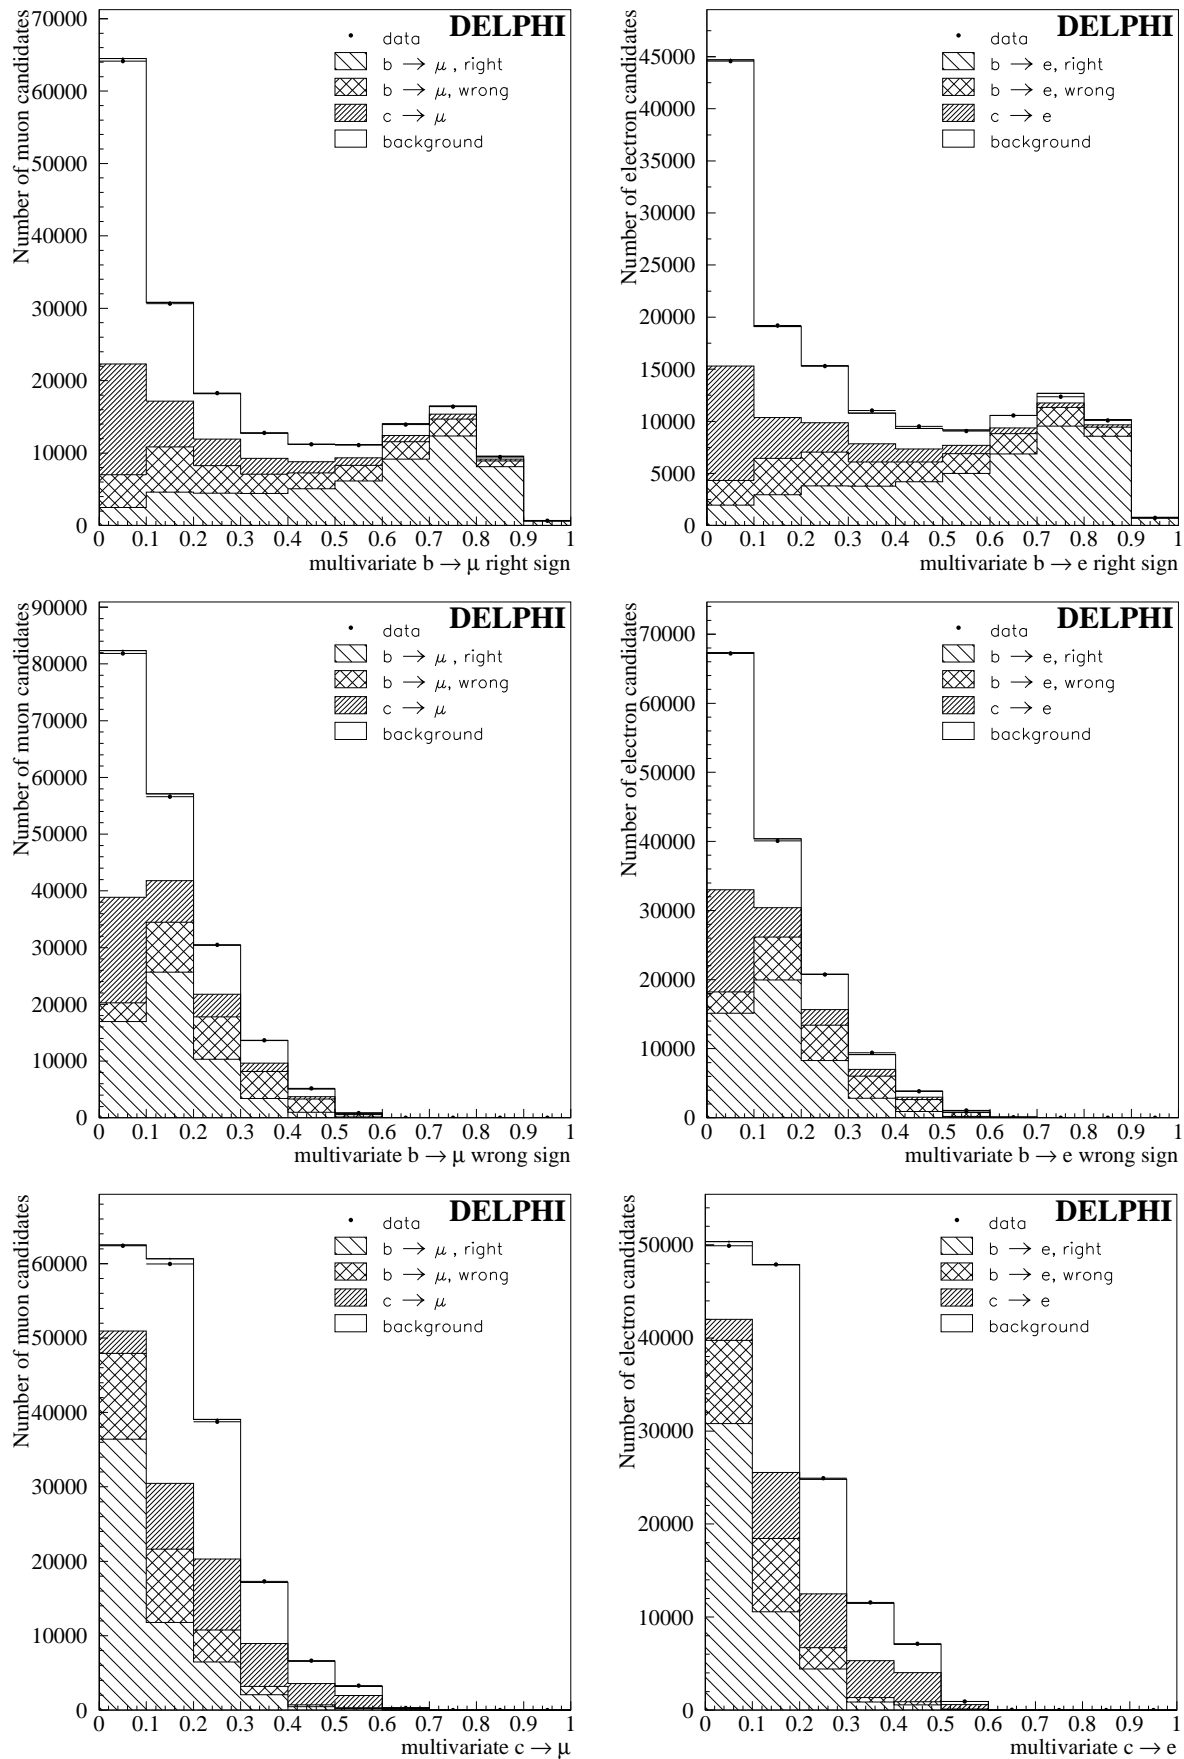 DELPHI
data
b → μ , right
b → μ, wrong
c → μ
background
Number of muon candidates
70000
60000
50000
40000
30000
20000
10000
0
0 0.1 0.2 0.3 0.4 0.5 0.6 0.7 0.8 0.9 1
multivariate b → μ right sign
DELPHI
data
b → e, right
b → e, wrong
c → e
background
Number of electron candidates
45000
40000
35000
30000
25000
20000
15000
10000
5000
0
0 0.1 0.2 0.3 0.4 0.5 0.6 0.7 0.8 0.9 1
multivariate b → e right sign
DELPHI
data
b → μ , right
b → μ, wrong
c → μ
background
Number of muon candidates
90000
80000
70000
60000
50000
40000
30000
20000
10000
0
0 0.1 0.2 0.3 0.4 0.5 0.6 0.7 0.8 0.9 1
multivariate b → μ wrong sign
DELPHI
data
b → e, right
b → e, wrong
c → e
background
Number of electron candidates
70000
60000
50000
40000
30000
20000
10000
0
0 0.1 0.2 0.3 0.4 0.5 0.6 0.7 0.8 0.9 1
multivariate b → e wrong sign
DELPHI
data
b → μ , right
b → μ, wrong
c → μ
background
Number of muon candidates
60000
50000
40000
30000
20000
10000
0
0 0.1 0.2 0.3 0.4 0.5 0.6 0.7 0.8 0.9 1
multivariate c → μ
DELPHI
data
b → e, right
b → e, wrong
c → e
background
Number of electron candidates
50000
40000
30000
20000
10000
0
0 0.1 0.2 0.3 0.4 0.5 0.6 0.7 0.8 0.9 1
multivariate c → e